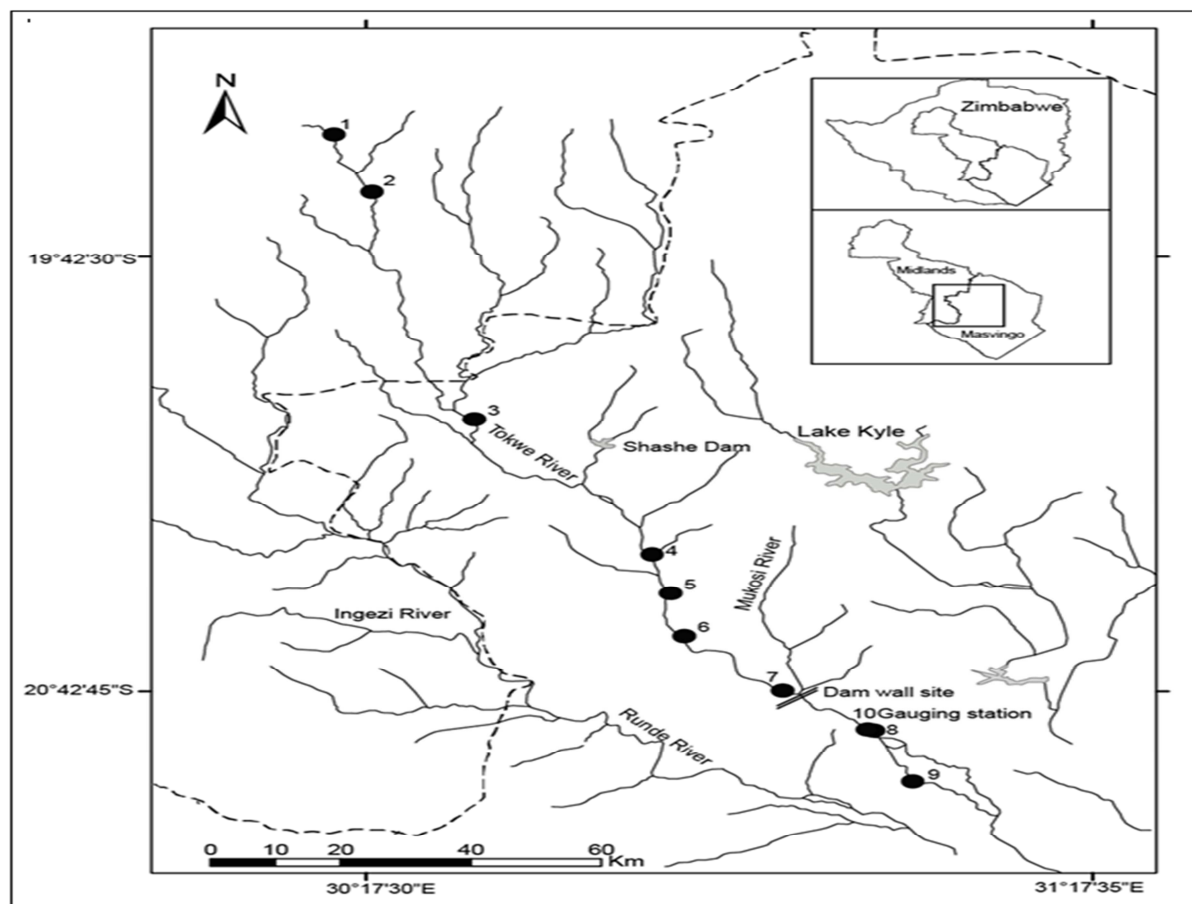 N
Zimbabwe
1
2
19°42'30"S
Midlands
Masvingo
3
Tokwe River
Shashe Dam
Lake Kyle
4
5
Mukosi River
Ingezi River
6
20°42'45"S
7
Dam wall site
10Gauging station
8
Runde River
9
0 10 20 40 60
Km
30°17'30"E
31°17'35"E